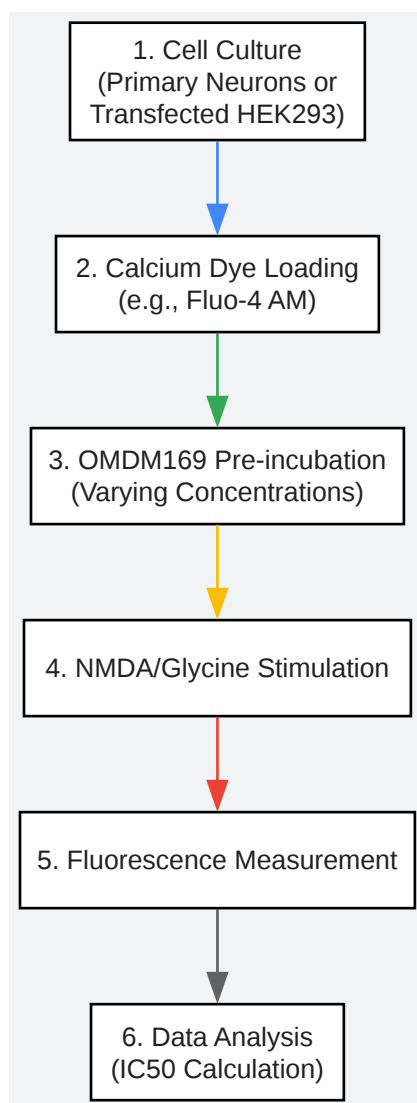 1. Cell Culture
(Primary Neurons or
Transfected HEK293)
2. Calcium Dye Loading
(e.g., Fluo-4 AM)
3. OMDM169 Pre-incubation
(Varying Concentrations)
4. NMDA/Glycine Stimulation
5. Fluorescence Measurement
6. Data Analysis
(IC50 Calculation)